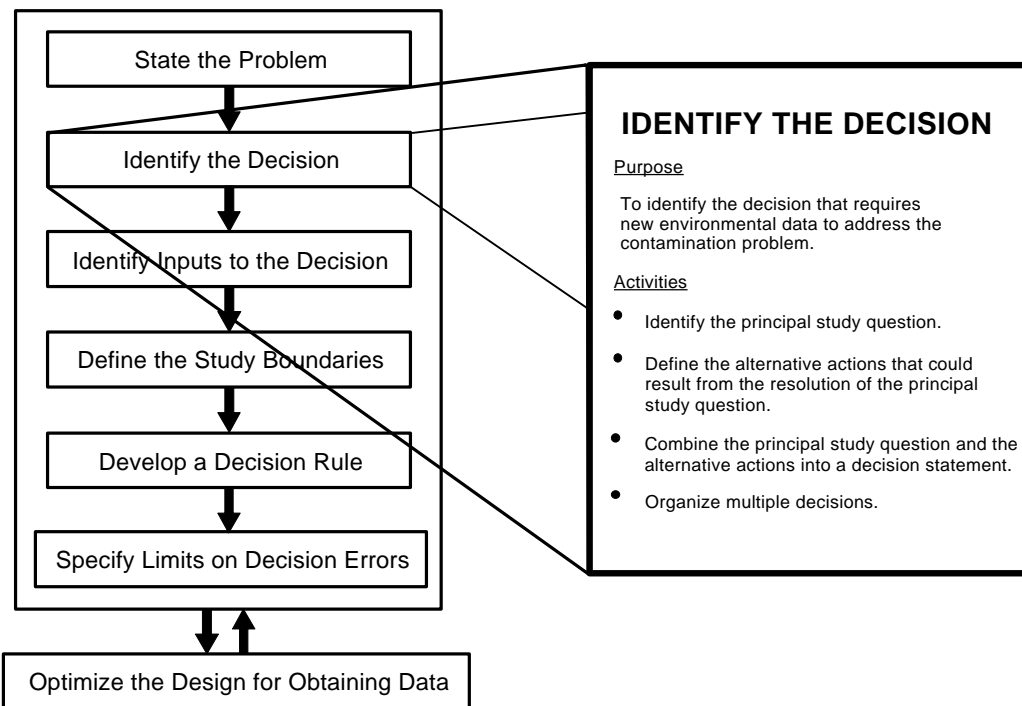 State the Problem
Identify the Decision
Identify Inputs to the Decision
Define the Study Boundaries
Develop a Decision Rule
Specify Limits on Decision Errors
Optimize the Design for Obtaining Data
IDENTIFY THE DECISION
Purpose
To identify the decision that requires
new environmental data to address the
contamination problem.
Activities
• Identify the principal study question.
• Define the alternative actions that could
result from the resolution of the principal
study question.
• Combine the principal study question and the
alternative actions into a decision statement.
• Organize multiple decisions.